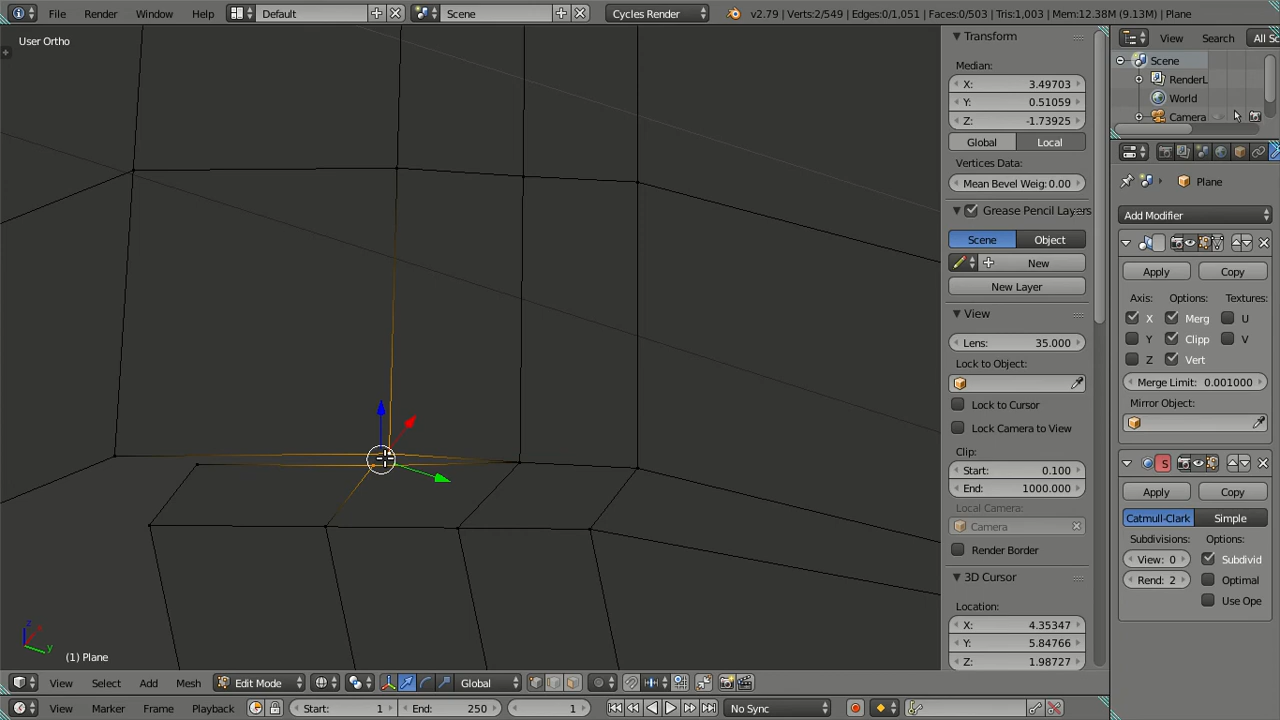 File Render Window Help Default Scene Cycles Render v2.79 | Verts:2/549 | Edges:0/1,051 | Faces:0/503 | Tris:1,003 | Mem:12.38M (9.13M) | Plane
User Ortho
Transform
Median:
X: 3.49703
Y: 0.51059
Z: -1.73925
Global Local
Vertices Data:
Mean Bevel Weig: 0.00
Grease Pencil Layers
Scene Object
New
New Layer
View
Lens: 35.000
Lock to Object:
Lock to Cursor
Lock Camera to View
Clip:
Start: 0.100
End: 1000.000
Local Camera:
Camera
Render Border
3D Cursor
Location:
X: 4.35347
Y: 5.84766
Z: 1.98727
View Search All Sc
Scene
RenderL
World
Camera
Plane
Add Modifier
Apply Copy
Axis: Options: Textures:
X Merg U
Y Clipp V
Z Vert
Merge Limit: 0.001000
Mirror Object:
S
Apply Copy
Catmull-Clark Simple
Subdivisions: Options:
View: 0 Subdivid
Rend: 2 Optimal
Use Ope
z
y
(1) Plane
View Select Add Mesh Edit Mode Global
View Marker Frame Playback Start: 1 End: 250 1 No Sync